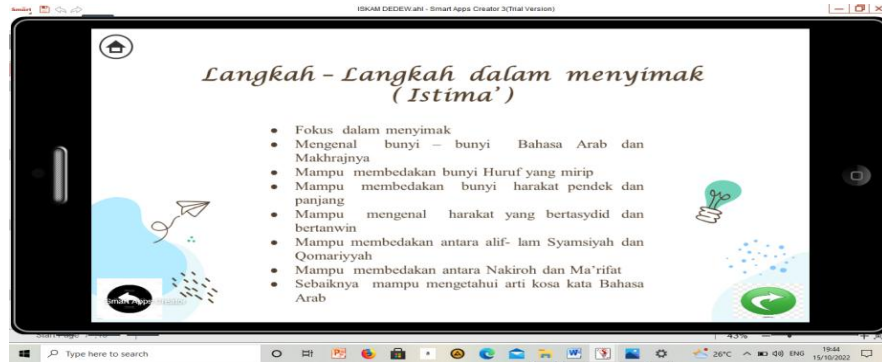 ISKAM DEDEW.ahl - Smart Apps Creator 3(Trial Version)
Langkah – Langkah dalam menyimak
( Istima’ )
● Fokus dalam menyimak
● Mengenal bunyi – bunyi Bahasa Arab dan
Makhrajnya
● Mampu membedakan bunyi Huruf yang mirip
● Mampu membedakan bunyi harakat pendek dan
panjang
● Mampu mengenal harakat yang bertasydid dan
bertanwin
● Mampu membedakan antara alif- lam Syamsiyah dan
Qomariyyah
● Mampu membedakan antara Nakiroh dan Ma’rifat
● Sebaiknya mampu mengetahui arti kosa kata Bahasa
Arab
Smart Apps Creator
43%
Type here to search
26°C
ENG
19:44
15/10/2022